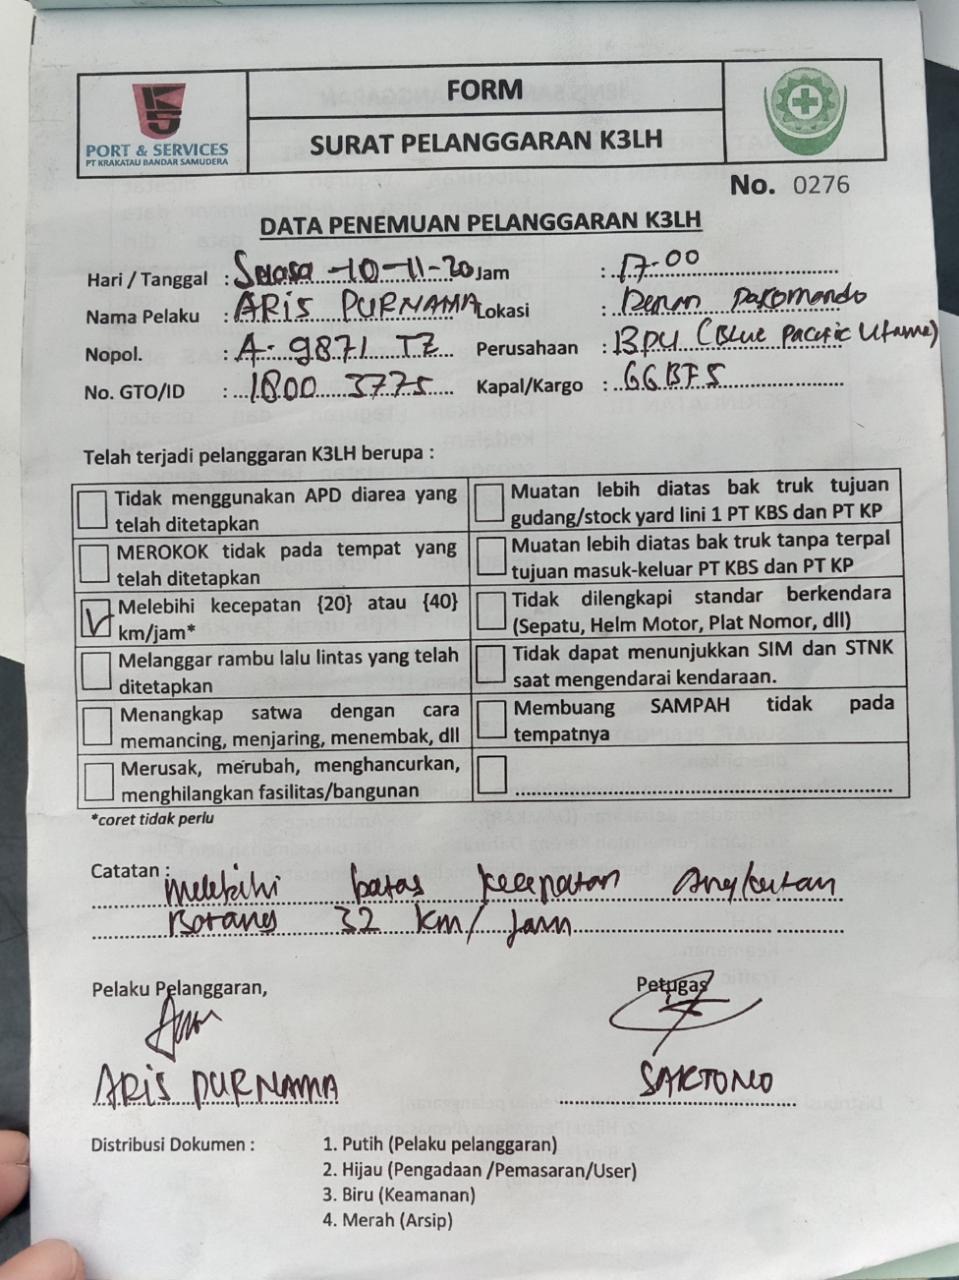 KS
PORT & SERVICES
PT KRAKATAU BANDAR SAMUDERA
FORM
SURAT PELANGGARAN K3LH
No. 0276
DATA PENEMUAN PELANGGARAN K3LH
Hari / Tanggal : Selasa -10-11-20 Jam : 17.00
Nama Pelaku : ARIS PURNAMA Lokasi : Depan
Nopol. : A- 9871 TZ Perusahaan : BPU (Blue Pacific Utama)
No. GTO/ID : 1800 3775 Kapal/Kargo : GGBFS
Telah terjadi pelanggaran K3LH berupa :
Tidak menggunakan APD diarea yang
telah ditetapkan
Muatan lebih diatas bak truk tujuan
gudang/stock yard lini 1 PT KBS dan PT KP
MEROKOK tidak pada tempat yang
telah ditetapkan
Muatan lebih diatas bak truk tanpa terpal
tujuan masuk-keluar PT KBS dan PT KP
Melebihi kecepatan {20} atau {40}
km/jam*
Tidak dilengkapi standar berkendara
(Sepatu, Helm Motor, Plat Nomor, dll)
Melanggar rambu lalu lintas yang telah
ditetapkan
Tidak dapat menunjukkan SIM dan STNK
saat mengendarai kendaraan.
Menangkap satwa dengan cara
memancing, menjaring, menembak, dll
Membuang SAMPAH tidak pada
tempatnya
Merusak, merubah, menghancurkan,
menghilangkan fasilitas/bangunan
*coret tidak perlu
Catatan : Melebihi batas kecepatan Angkutan
Borang 32 km/Jam
Pelaku Pelanggaran, Petugas
ARIS PURNAMA SARTONO
Distribusi Dokumen : 1. Putih (Pelaku pelanggaran)
2. Hijau (Pengadaan /Pemasaran/User)
3. Biru (Keamanan)
4. Merah (Arsip)